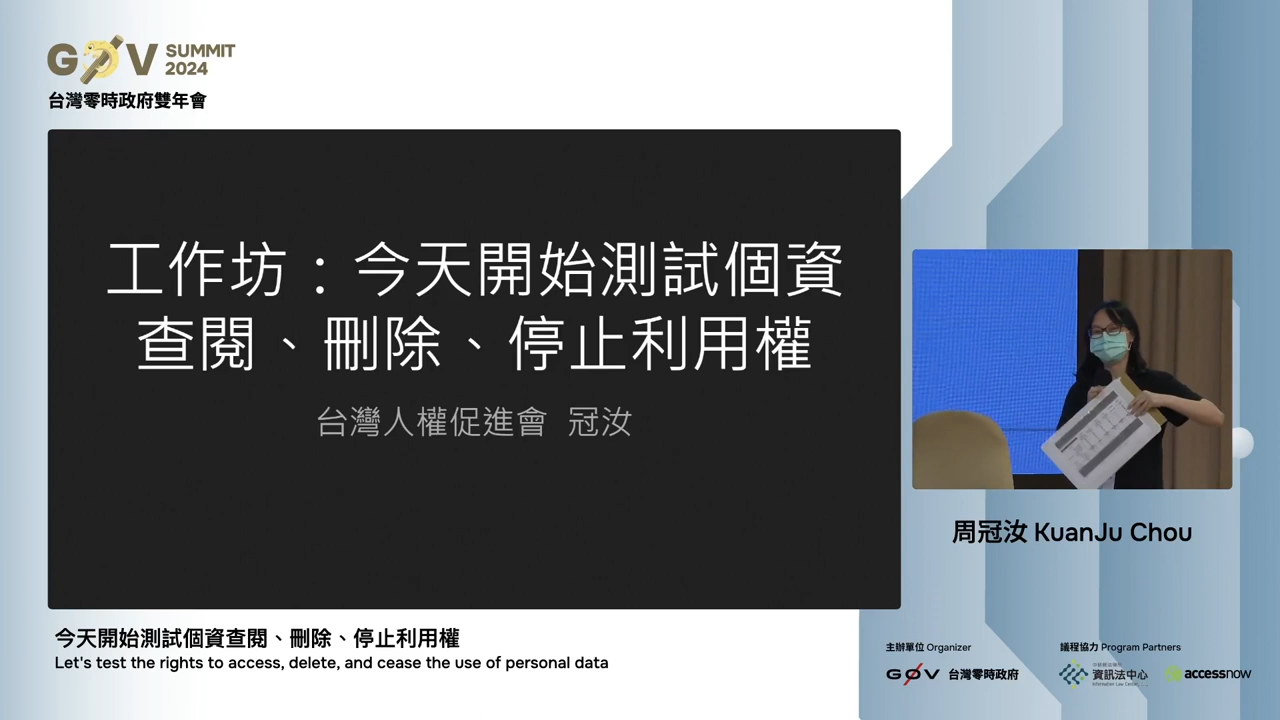 G0V SUMMIT 2024
台灣零時政府雙年會
工作坊：今天開始測試個資
查閱、刪除、停止利用權
台灣人權促進會 冠汝
周冠汝 KuanJu Chou
今天開始測試個資查閱、刪除、停止利用權
Let's test the rights to access, delete, and cease the use of personal data
主辦單位 Organizer
G0V 台灣零時政府
議程協力 Program Partners
資訊法中心
Information Law Center
accessnow